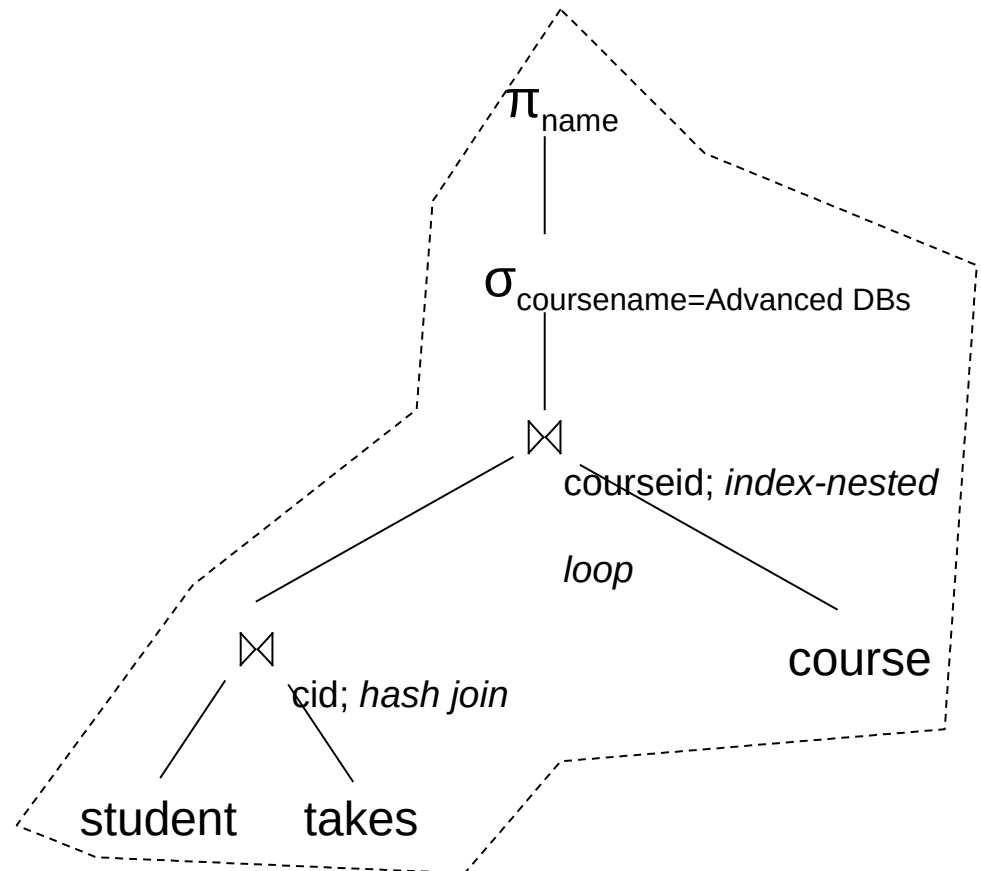 πname
σcoursename=Advanced DBs
⋈
courseid; index-nested
loop
⋈
course
cid; hash join
student takes